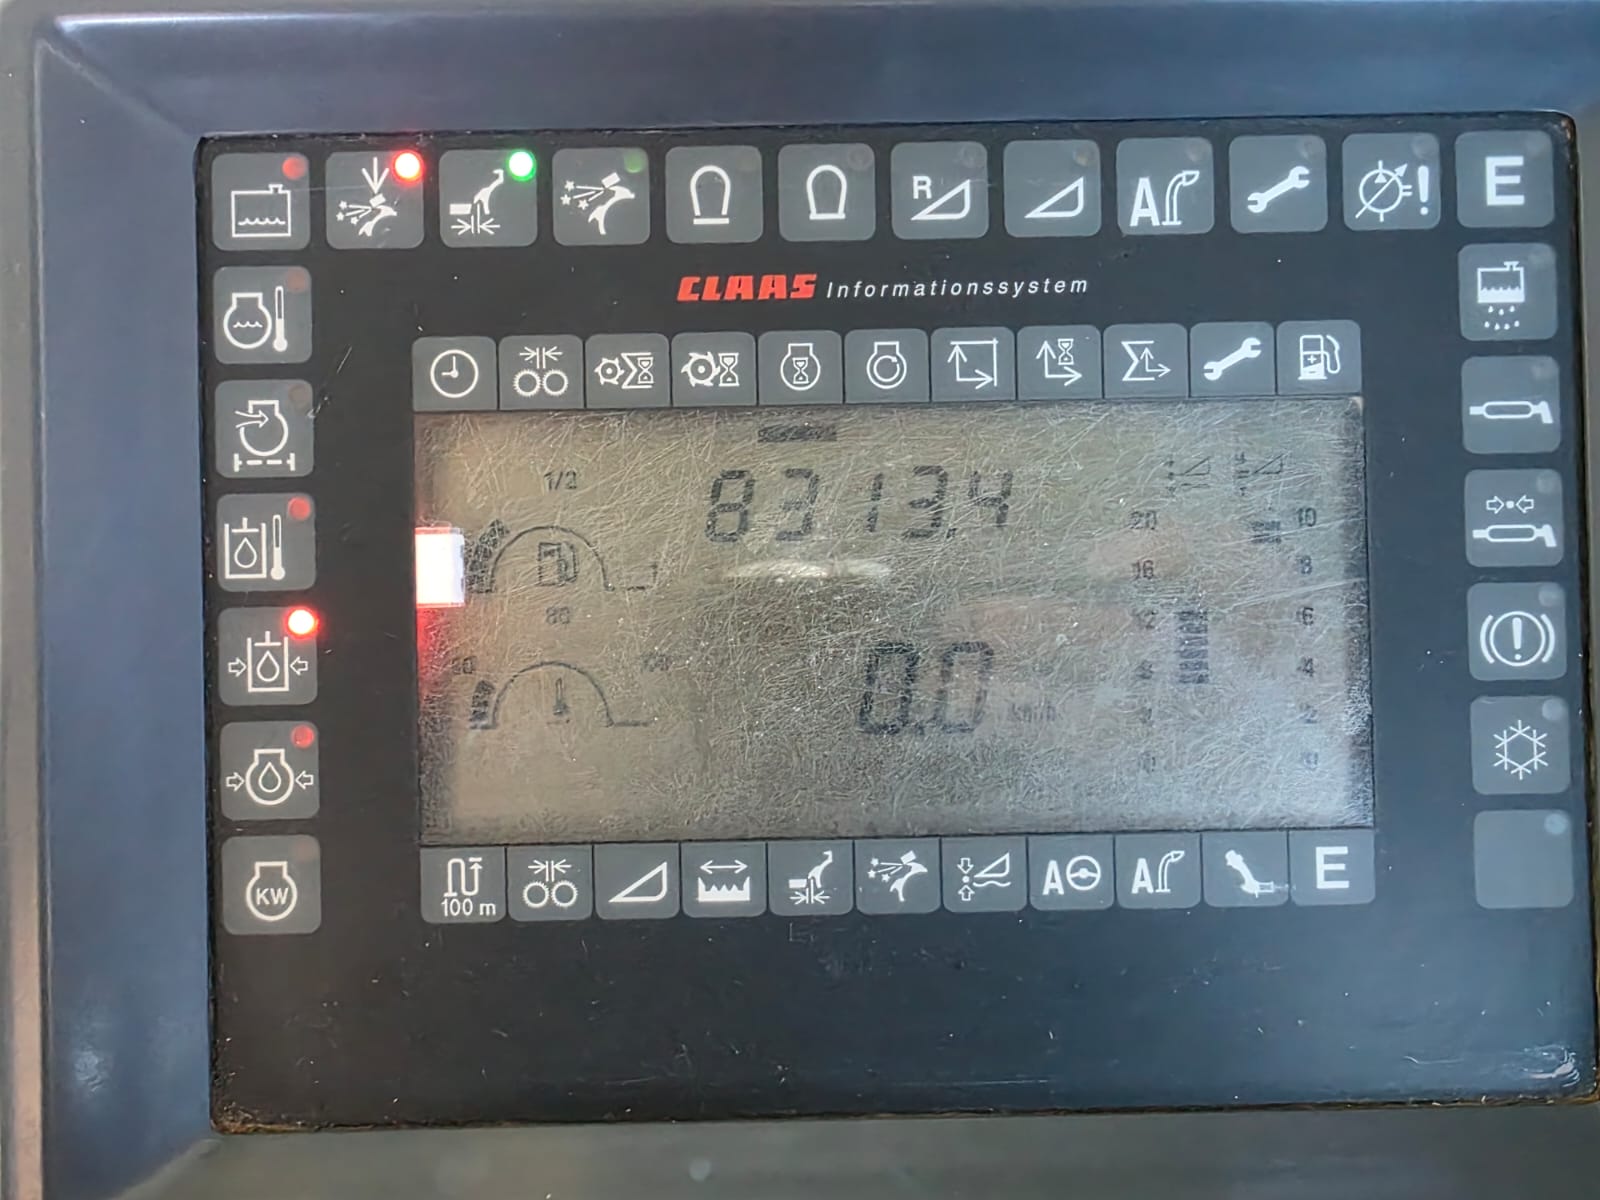 E
R
A
CLAAS Informationssystem
1/2
8313.4
20 10
16 8
80
12 6
4
0.0 km/h
2
KW
100 m
A
A
E